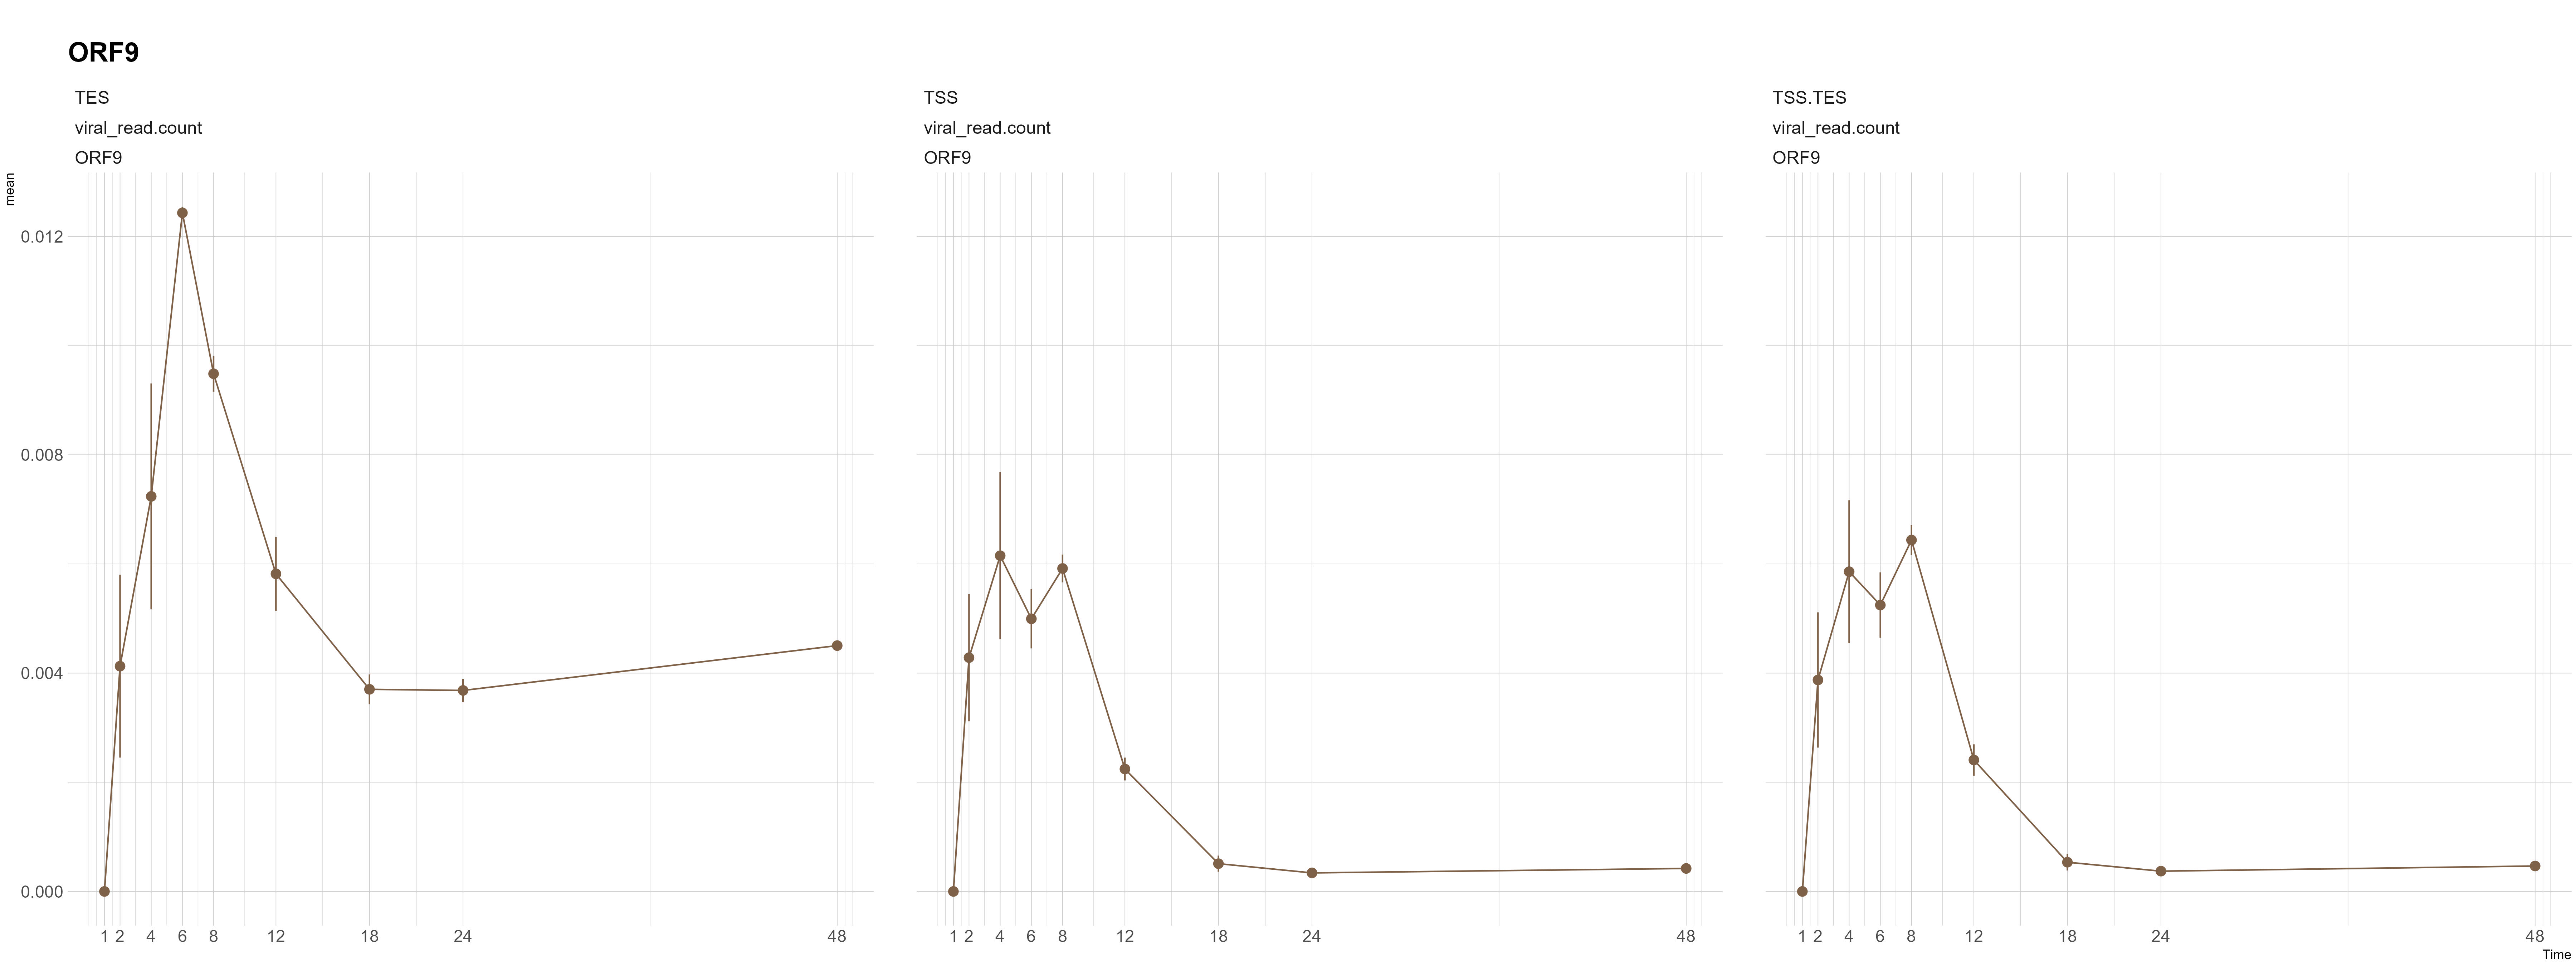 ORF9
TES
viral_read.count
ORF9
TSS
viral_read.count
ORF9
TSS.TES
viral_read.count
ORF9
mean
0.012
0.008
0.004
0.000
1 2 4 6 8 12 18 24 48
1 2 4 6 8 12 18 24 48
1 2 4 6 8 12 18 24 48
Time